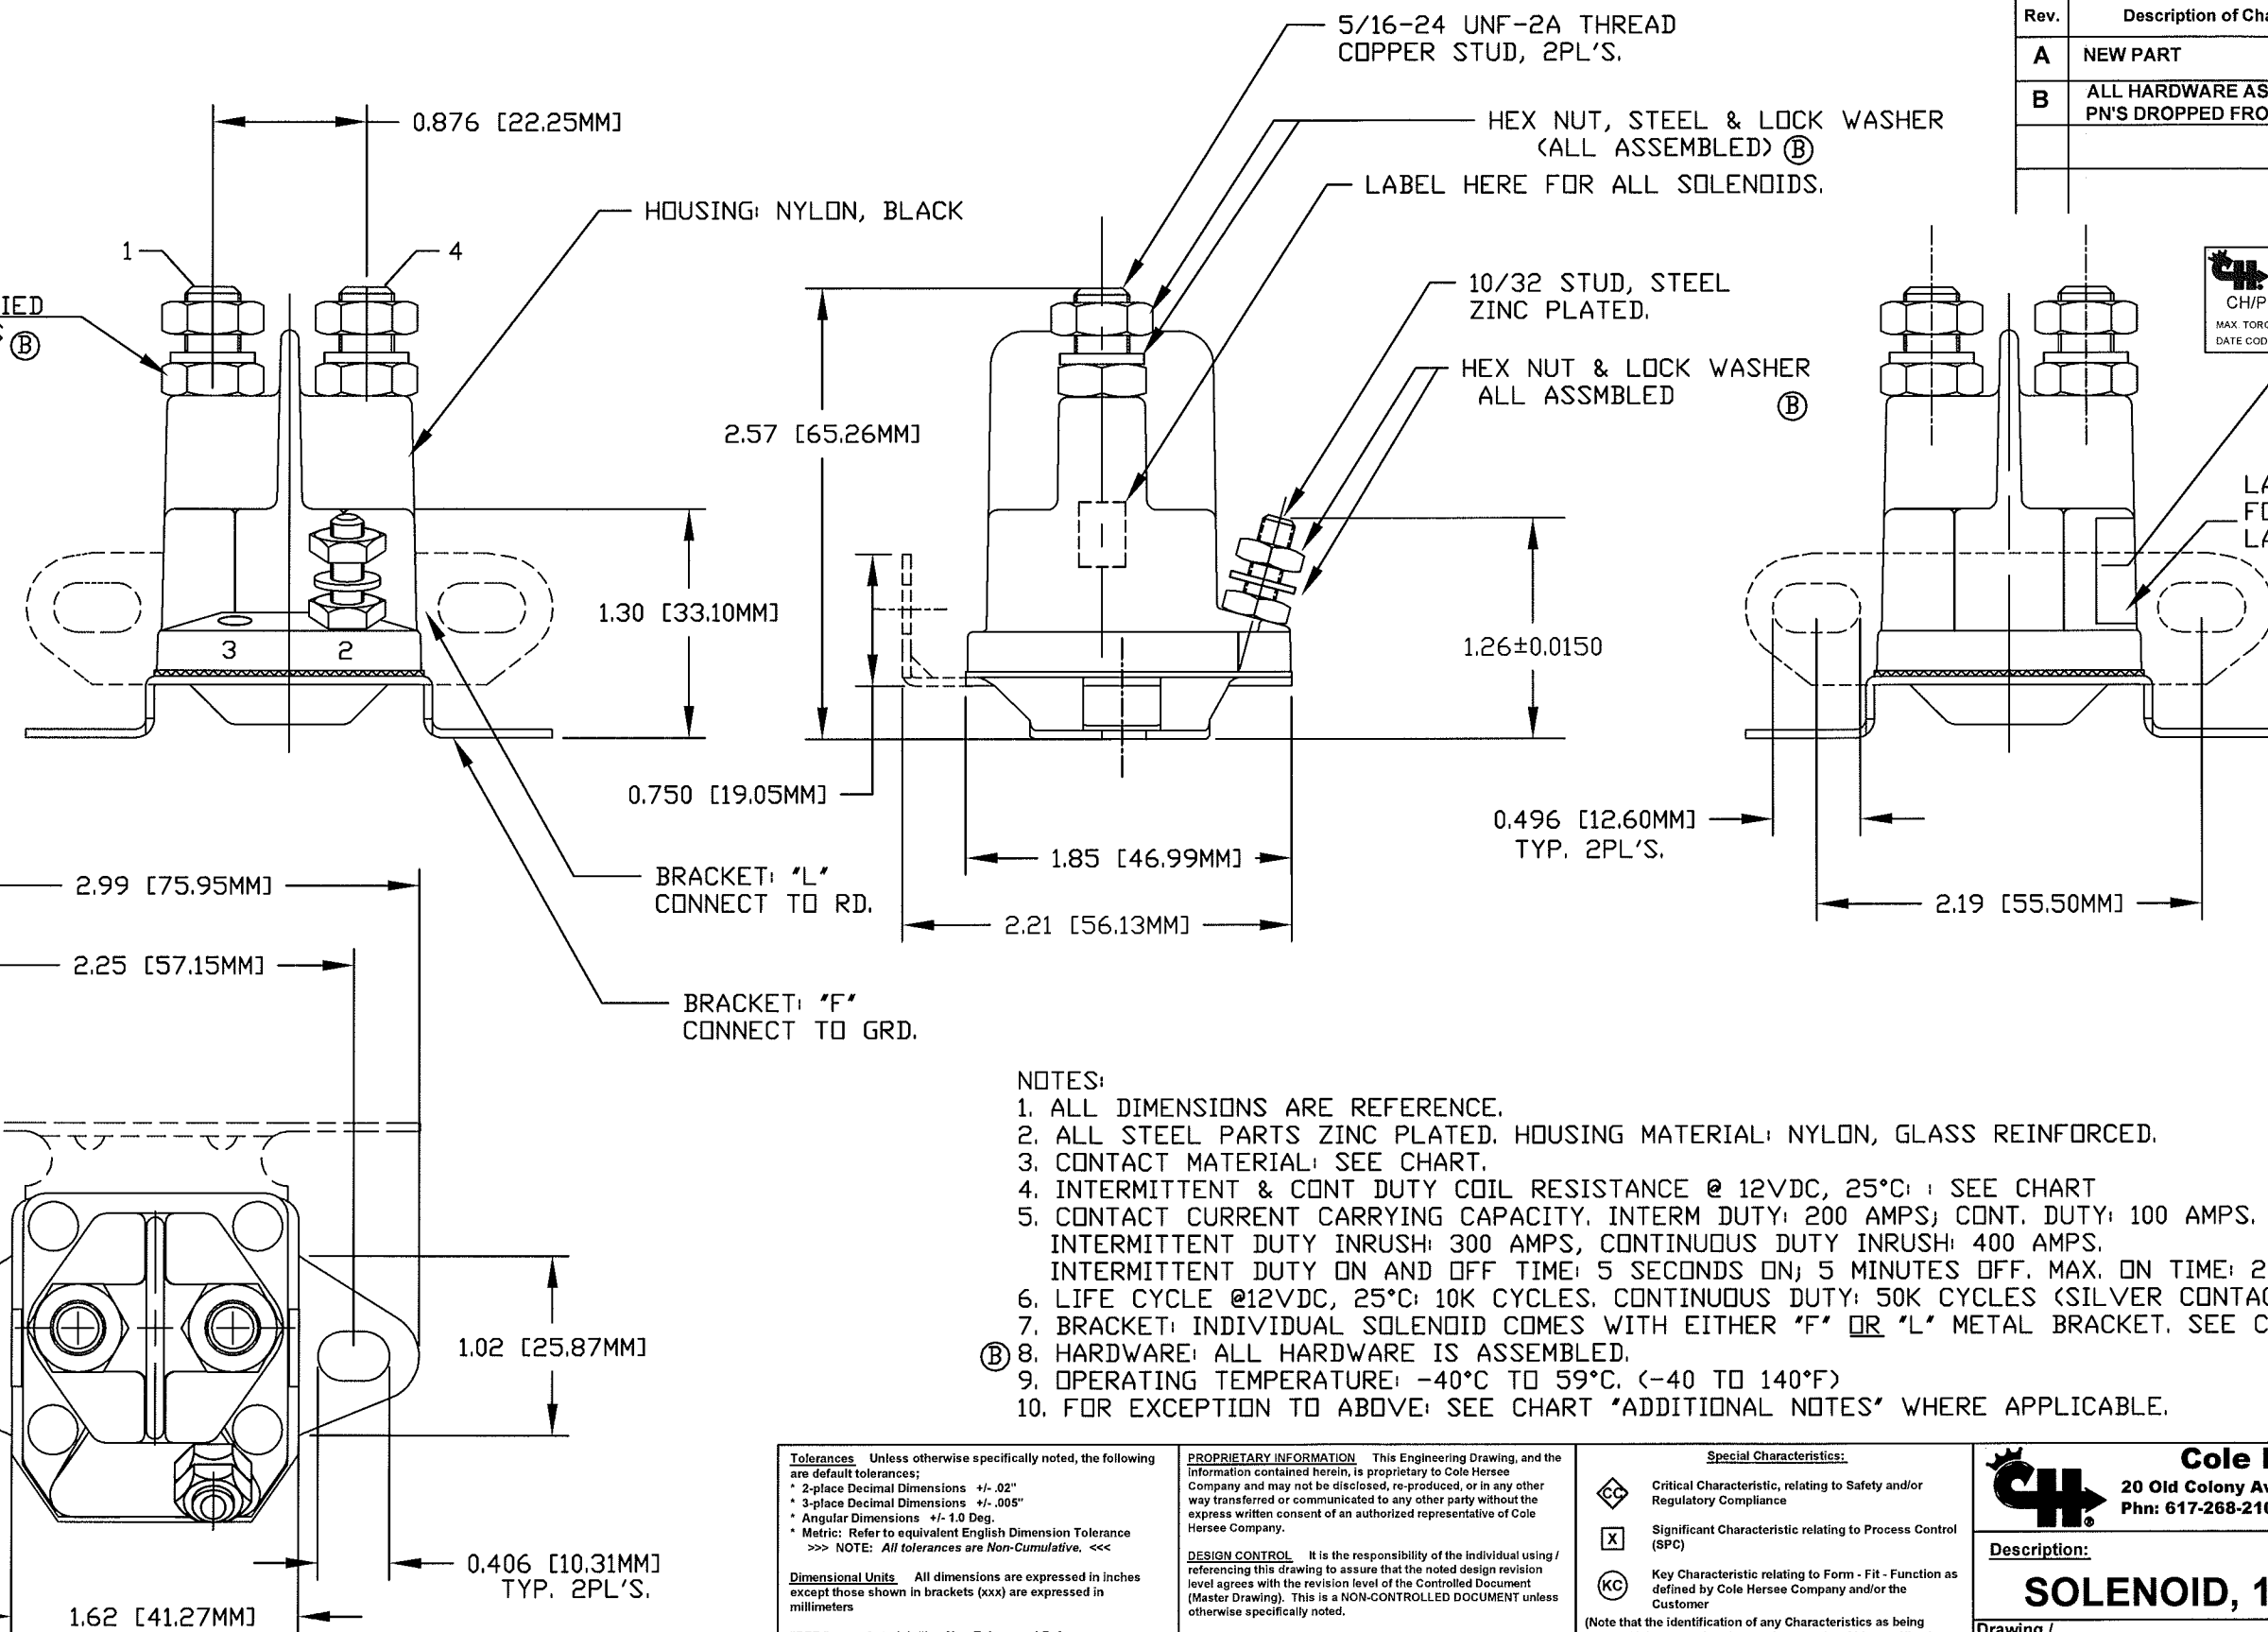 Rev. Description of Cha
A NEW PART
B ALL HARDWARE AS
PN'S DROPPED FRO
5/16-24 UNF-2A THREAD
COPPER STUD, 2PL'S.
0.876 [22.25MM]
HEX NUT, STEEL & LOCK WASHER
(ALL ASSEMBLED) B
LABEL HERE FOR ALL SOLENOIDS.
HOUSING: NYLON, BLACK
1
4
IED
B
10/32 STUD, STEEL
ZINC PLATED.
CH
CH/P
MAX TORQ
DATE COD
HEX NUT & LOCK WASHER
ALL ASSMBLED B
2.57 [65.26MM]
LA
FO
LA
1.30 [33.10MM]
1.26±0.0150
3 2
0.750 [19.05MM]
0.496 [12.60MM]
TYP. 2PL'S.
1.85 [46.99MM]
2.99 [75.95MM]
BRACKET: "L"
CONNECT TO RD.
2.19 [55.50MM]
2.21 [56.13MM]
2.25 [57.15MM]
BRACKET: "F"
CONNECT TO GRD.
NOTES:
1. ALL DIMENSIONS ARE REFERENCE.
2. ALL STEEL PARTS ZINC PLATED. HOUSING MATERIAL: NYLON, GLASS REINFORCED.
3. CONTACT MATERIAL: SEE CHART.
4. INTERMITTENT & CONT DUTY COIL RESISTANCE @ 12VDC, 25°C: : SEE CHART
5. CONTACT CURRENT CARRYING CAPACITY. INTERM DUTY: 200 AMPS; CONT. DUTY: 100 AMPS.
INTERMITTENT DUTY INRUSH: 300 AMPS, CONTINUOUS DUTY INRUSH: 400 AMPS.
INTERMITTENT DUTY ON AND OFF TIME: 5 SECONDS ON; 5 MINUTES OFF. MAX. ON TIME: 2
6. LIFE CYCLE @12VDC, 25°C: 10K CYCLES. CONTINUOUS DUTY: 50K CYCLES (SILVER CONTAC
7. BRACKET: INDIVIDUAL SOLENOID COMES WITH EITHER "F" OR "L" METAL BRACKET. SEE C
B 8. HARDWARE: ALL HARDWARE IS ASSEMBLED.
9. OPERATING TEMPERATURE: -40°C TO 59°C. (-40 TO 140°F)
10. FOR EXCEPTION TO ABOVE: SEE CHART "ADDITIONAL NOTES" WHERE APPLICABLE.
1.02 [25.87MM]
0.406 [10.31MM]
TYP. 2PL'S.
1.62 [41.27MM]
Tolerances Unless otherwise specifically noted, the following
are default tolerances;
* 2-place Decimal Dimensions +/- .02"
* 3-place Decimal Dimensions +/- .005"
* Angular Dimensions +/- 1.0 Deg.
* Metric: Refer to equivalent English Dimension Tolerance
>>> NOTE: All tolerances are Non-Cumulative. <<<
Dimensional Units All dimensions are expressed in inches
except those shown in brackets (xxx) are expressed in
millimeters
PROPRIETARY INFORMATION This Engineering Drawing, and the
information contained herein, is proprietary to Cole Hersee
Company and may not be disclosed, re-produced, or in any other
way transferred or communicated to any other party without the
express written consent of an authorized representative of Cole
Hersee Company.
DESIGN CONTROL It is the responsibility of the individual using /
referencing this drawing to assure that the noted design revision
level agrees with the revision level of the Controlled Document
(Master Drawing). This is a NON-CONTROLLED DOCUMENT unless
otherwise specifically noted.
Special Characteristics:
CC Critical Characteristic, relating to Safety and/or
Regulatory Compliance
X Significant Characteristic relating to Process Control
(SPC)
KC Key Characteristic relating to Form - Fit - Function as
defined by Cole Hersee Company and/or the
Customer
(Note that the identification of any Characteristics as being
CH ®
Cole H
20 Old Colony Av
Phn: 617-268-210
Description:
SOLENOID, 1
Drawing /